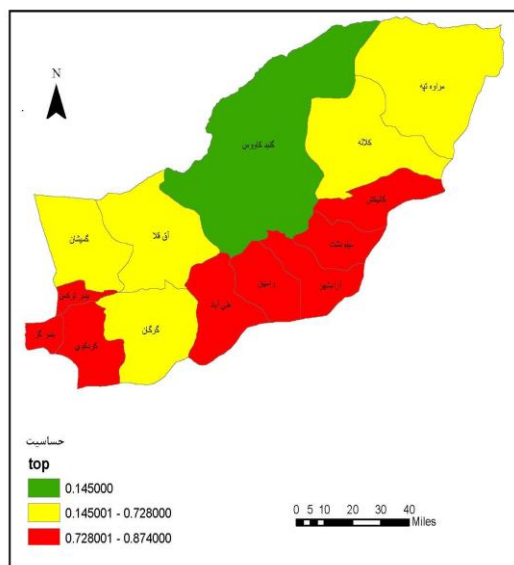 N
مراوه تپه
گنبد کاووس
کلاله
گالیکش
مینودشت
آق قلا
گمیشان
آزادشهر
رامیان
علی آباد
بندر ترکمن
گرگان
کردکوی
بندر گز
حساسیت
top
0.145000
0.145001 - 0.728000
0.728001 - 0.874000
0 5 10 20 30 40
Miles